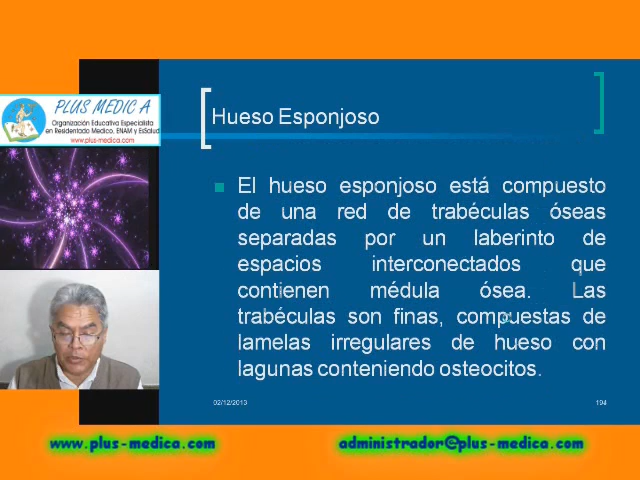 PLUS MEDIC A
Organización Educativa Especialista
en Residentado Medico, ENAM y EsSalud
www.plus-medica.com
Hueso Esponjoso
El hueso esponjoso está compuesto
de una red de trabéculas óseas
separadas por un laberinto de
espacios interconectados que
contienen médula ósea. Las
trabéculas son finas, compuestas de
lamelas irregulares de hueso con
lagunas conteniendo osteocitos.
02/12/2013
194
www.plus-medica.com
administrador@plus-medica.com